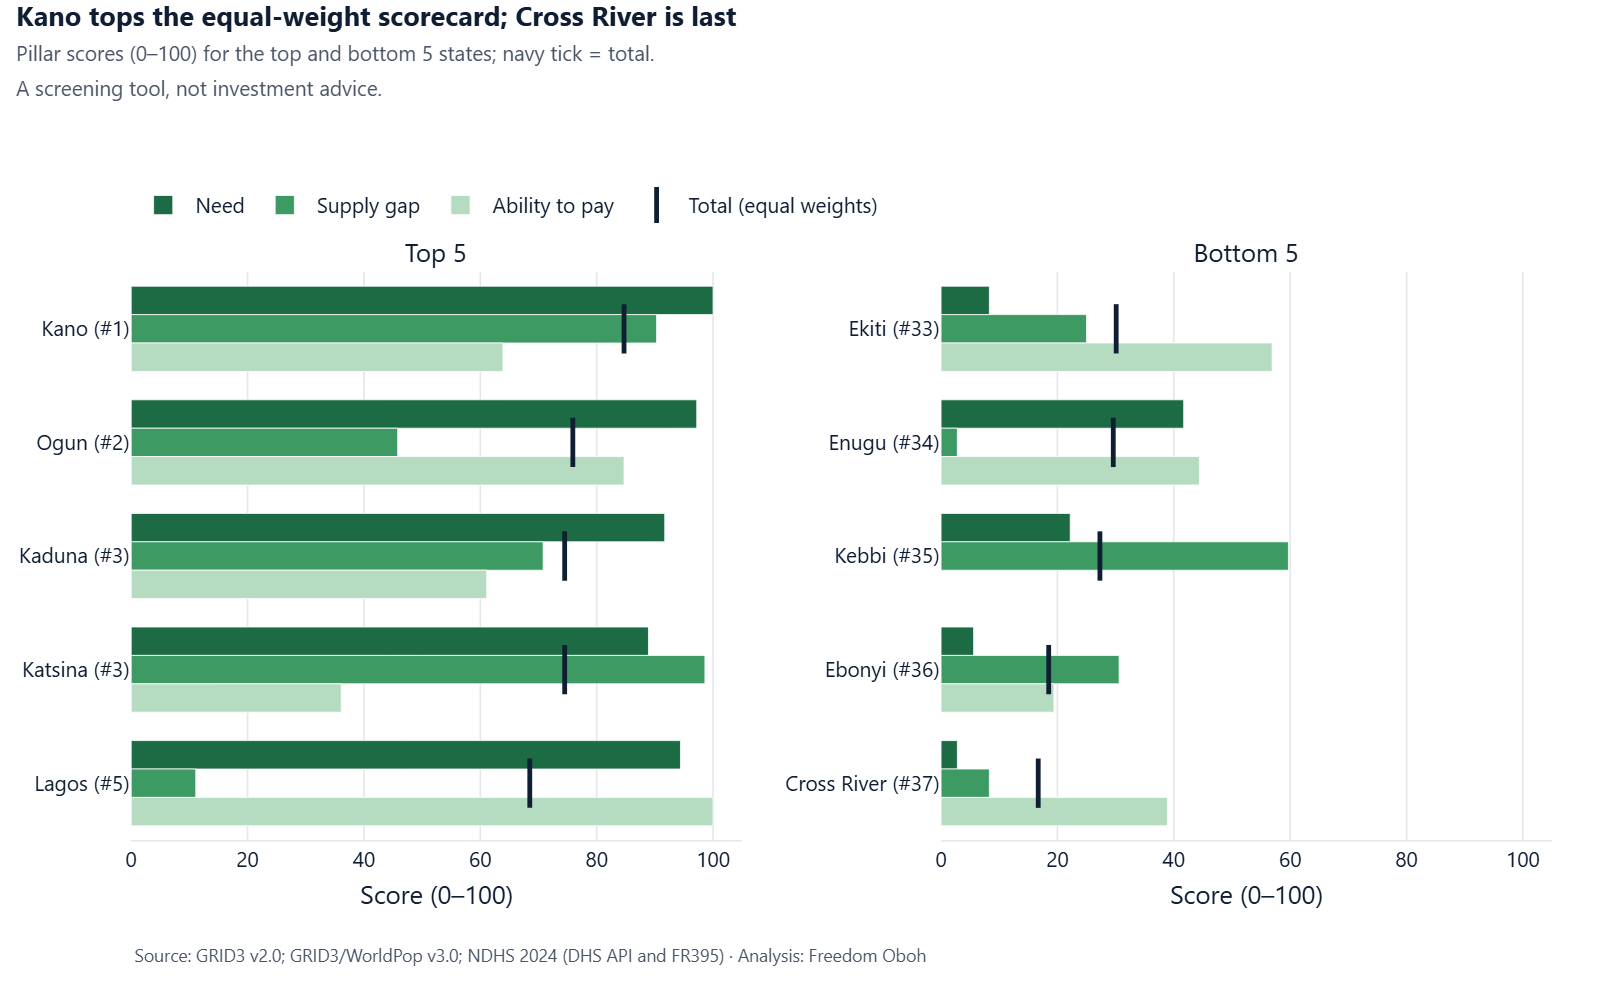 Kano tops the equal-weight scorecard; Cross River is last
Pillar scores (0–100) for the top and bottom 5 states; navy tick = total.
A screening tool, not investment advice.
Need
Supply gap
Ability to pay
Total (equal weights)
Top 5
Kano (#1)
Ogun (#2)
Kaduna (#3)
Katsina (#3)
Lagos (#5)
0 20 40 60 80 100
Score (0–100)
Bottom 5
Ekiti (#33)
Enugu (#34)
Kebbi (#35)
Ebonyi (#36)
Cross River (#37)
0 20 40 60 80 100
Score (0–100)
Source: GRID3 v2.0; GRID3/WorldPop v3.0; NDHS 2024 (DHS API and FR395) · Analysis: Freedom Oboh